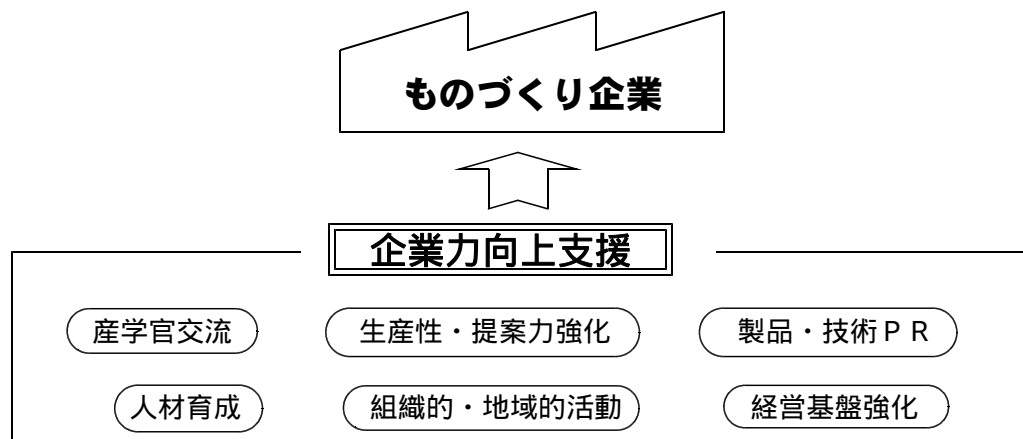 ものづくり企業
企業力向上支援
産学官交流
生産性・提案力強化
製品・技術ＰＲ
人材育成
組織的・地域的活動
経営基盤強化